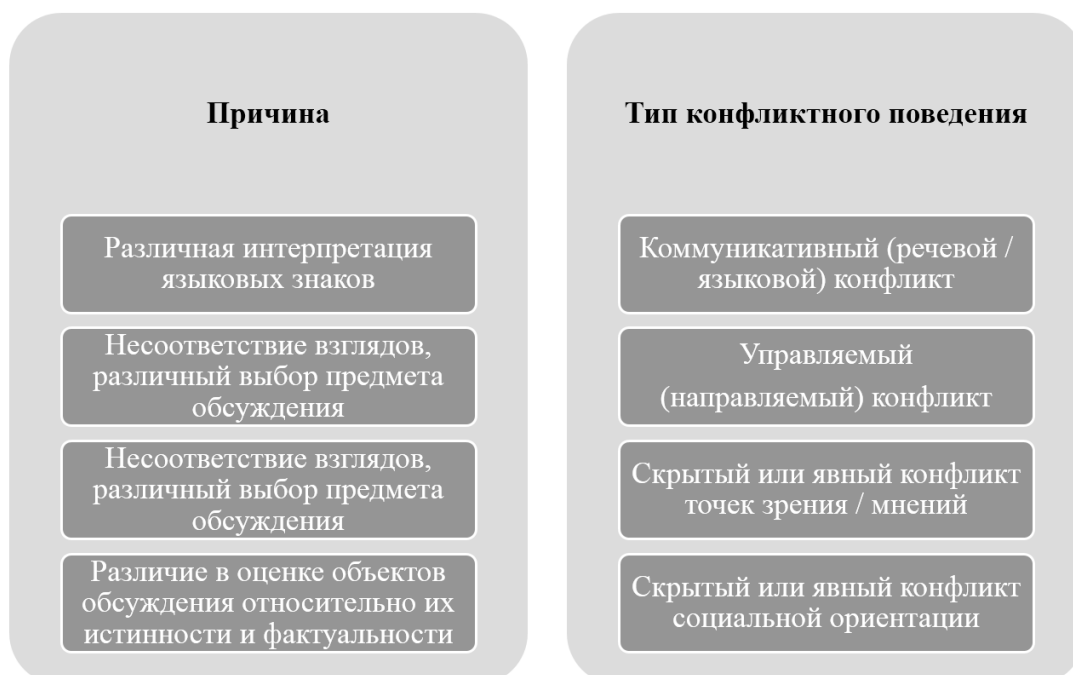 Причина
Различная интерпретация
языковых знаков
Несоответствие взглядов,
различный выбор предмета
обсуждения
Несоответствие взглядов,
различный выбор предмета
обсуждения
Различие в оценке объектов
обсуждения относительно их
истинности и фактуальности
Тип конфликтного поведения
Коммуникативный (речевой /
языковой) конфликт
Управляемый
(направляемый) конфликт
Скрытый или явный конфликт
точек зрения / мнений
Скрытый или явный конфликт
социальной ориентации